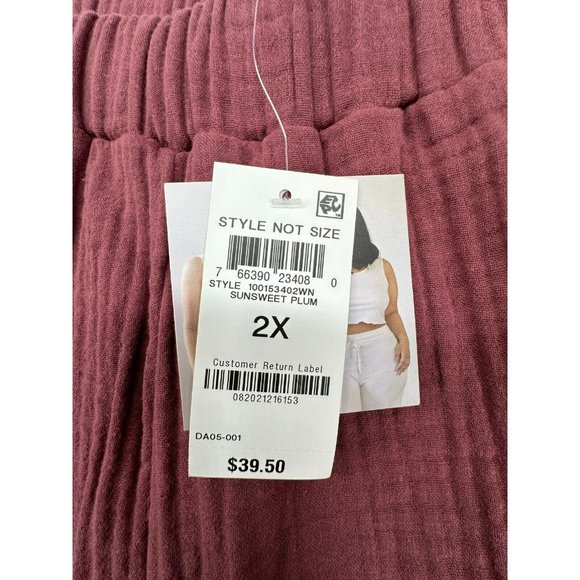 STYLE NOT SIZE
7 66390 23408 0
STYLE 100153402WN
SUNSWEET PLUM
2X
Customer Return Label
082021216153
DA05-001
$39.50